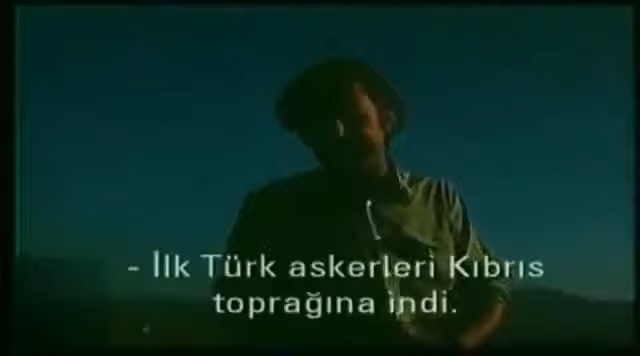 - İlk Türk askerleri Kıbrıs
toprağına indi.